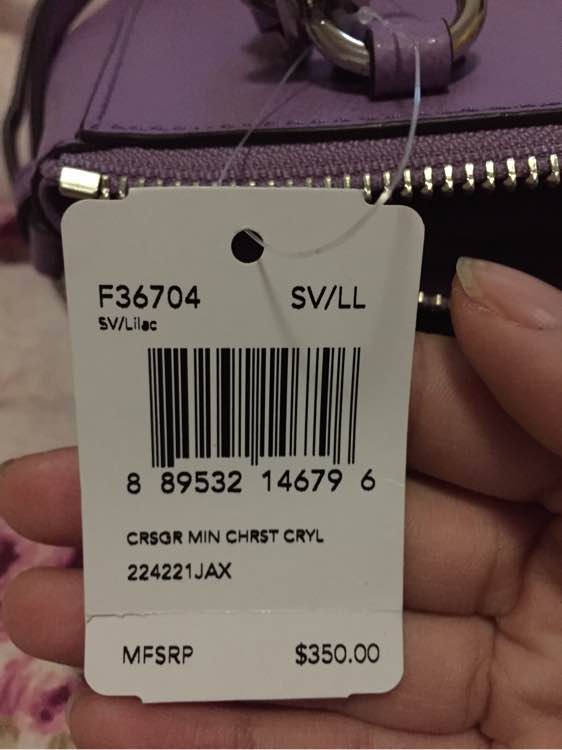 F36704 SV/LL
SV/Lilac
8 89532 14679 6
CRSGR MIN CHRST CRYL
224221JAX
MFSRP $350.00